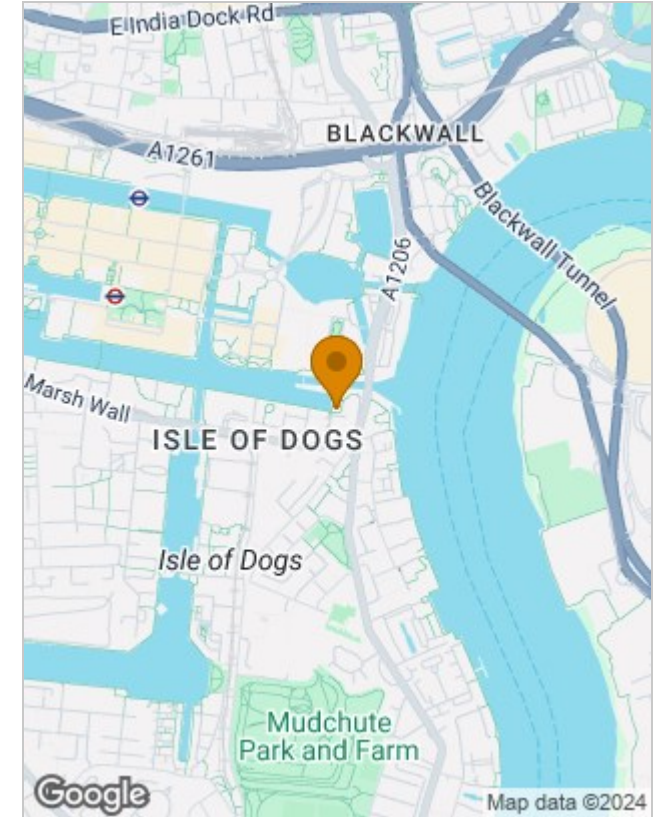 E India Dock Rd
BLACKWALL
A1261
Blackwall Tunnel
A1206
Marsh Wall
ISLE OF DOGS
Isle of Dogs
Mudchute
Park and Farm
Google
Map data ©2024